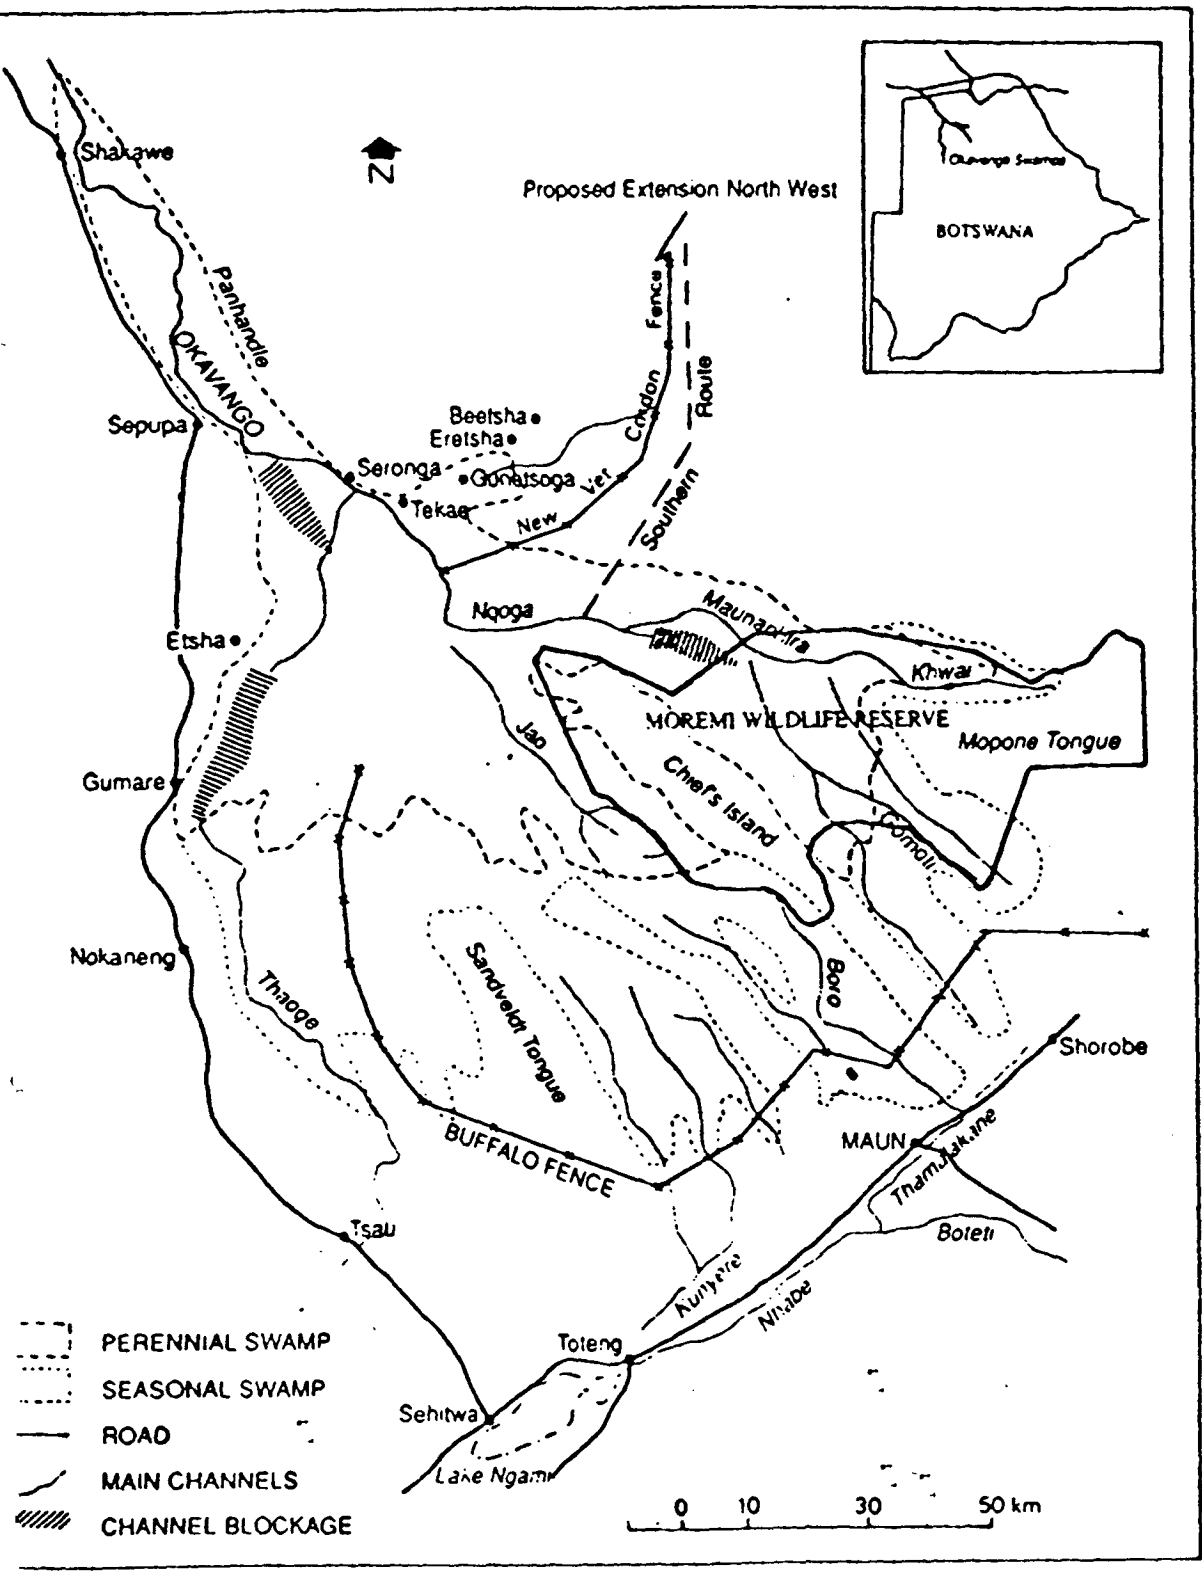 Shakawe
N
Proposed Extension North West
Okavango Swamps
BOTSWANA
Panhandle
OKAVANGO
Fence
Cordon
Route
Sepupa
Beetsha
Eretsha
Seronga
Gunatsoga
Tekae
Vet
New
Southern
Nqoga
Maunachira
Etsha
Khwai
MOREMI WILDLIFE RESERVE
Mopone Tongue
Jao
Chief's Island
Gumare
Gomoti
Nokaneng
Sandveldt Tongue
Boro
Thaoge
Shorobe
BUFFALO FENCE
MAUN
Thamalakane
Tsau
Boteti
Kunyere
Nhabe
PERENNIAL SWAMP
Toteng
SEASONAL SWAMP
Sehitwa
ROAD
Lake Ngami
MAIN CHANNELS
0 10 30 50 km
CHANNEL BLOCKAGE